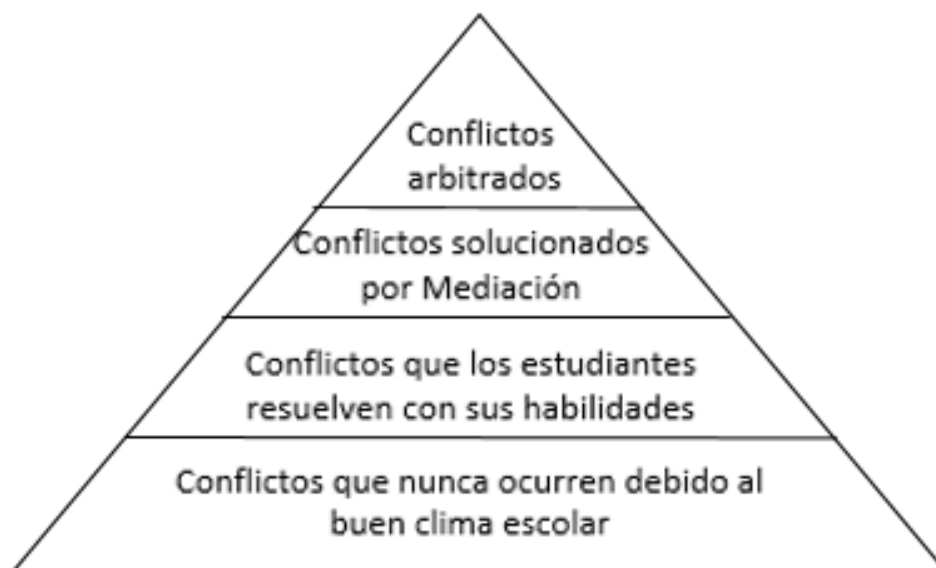 Conflictos
arbitrados
Conflictos solucionados
por Mediación
Conflictos que los estudiantes
resuelven con sus habilidades
Conflictos que nunca ocurren debido al
buen clima escolar